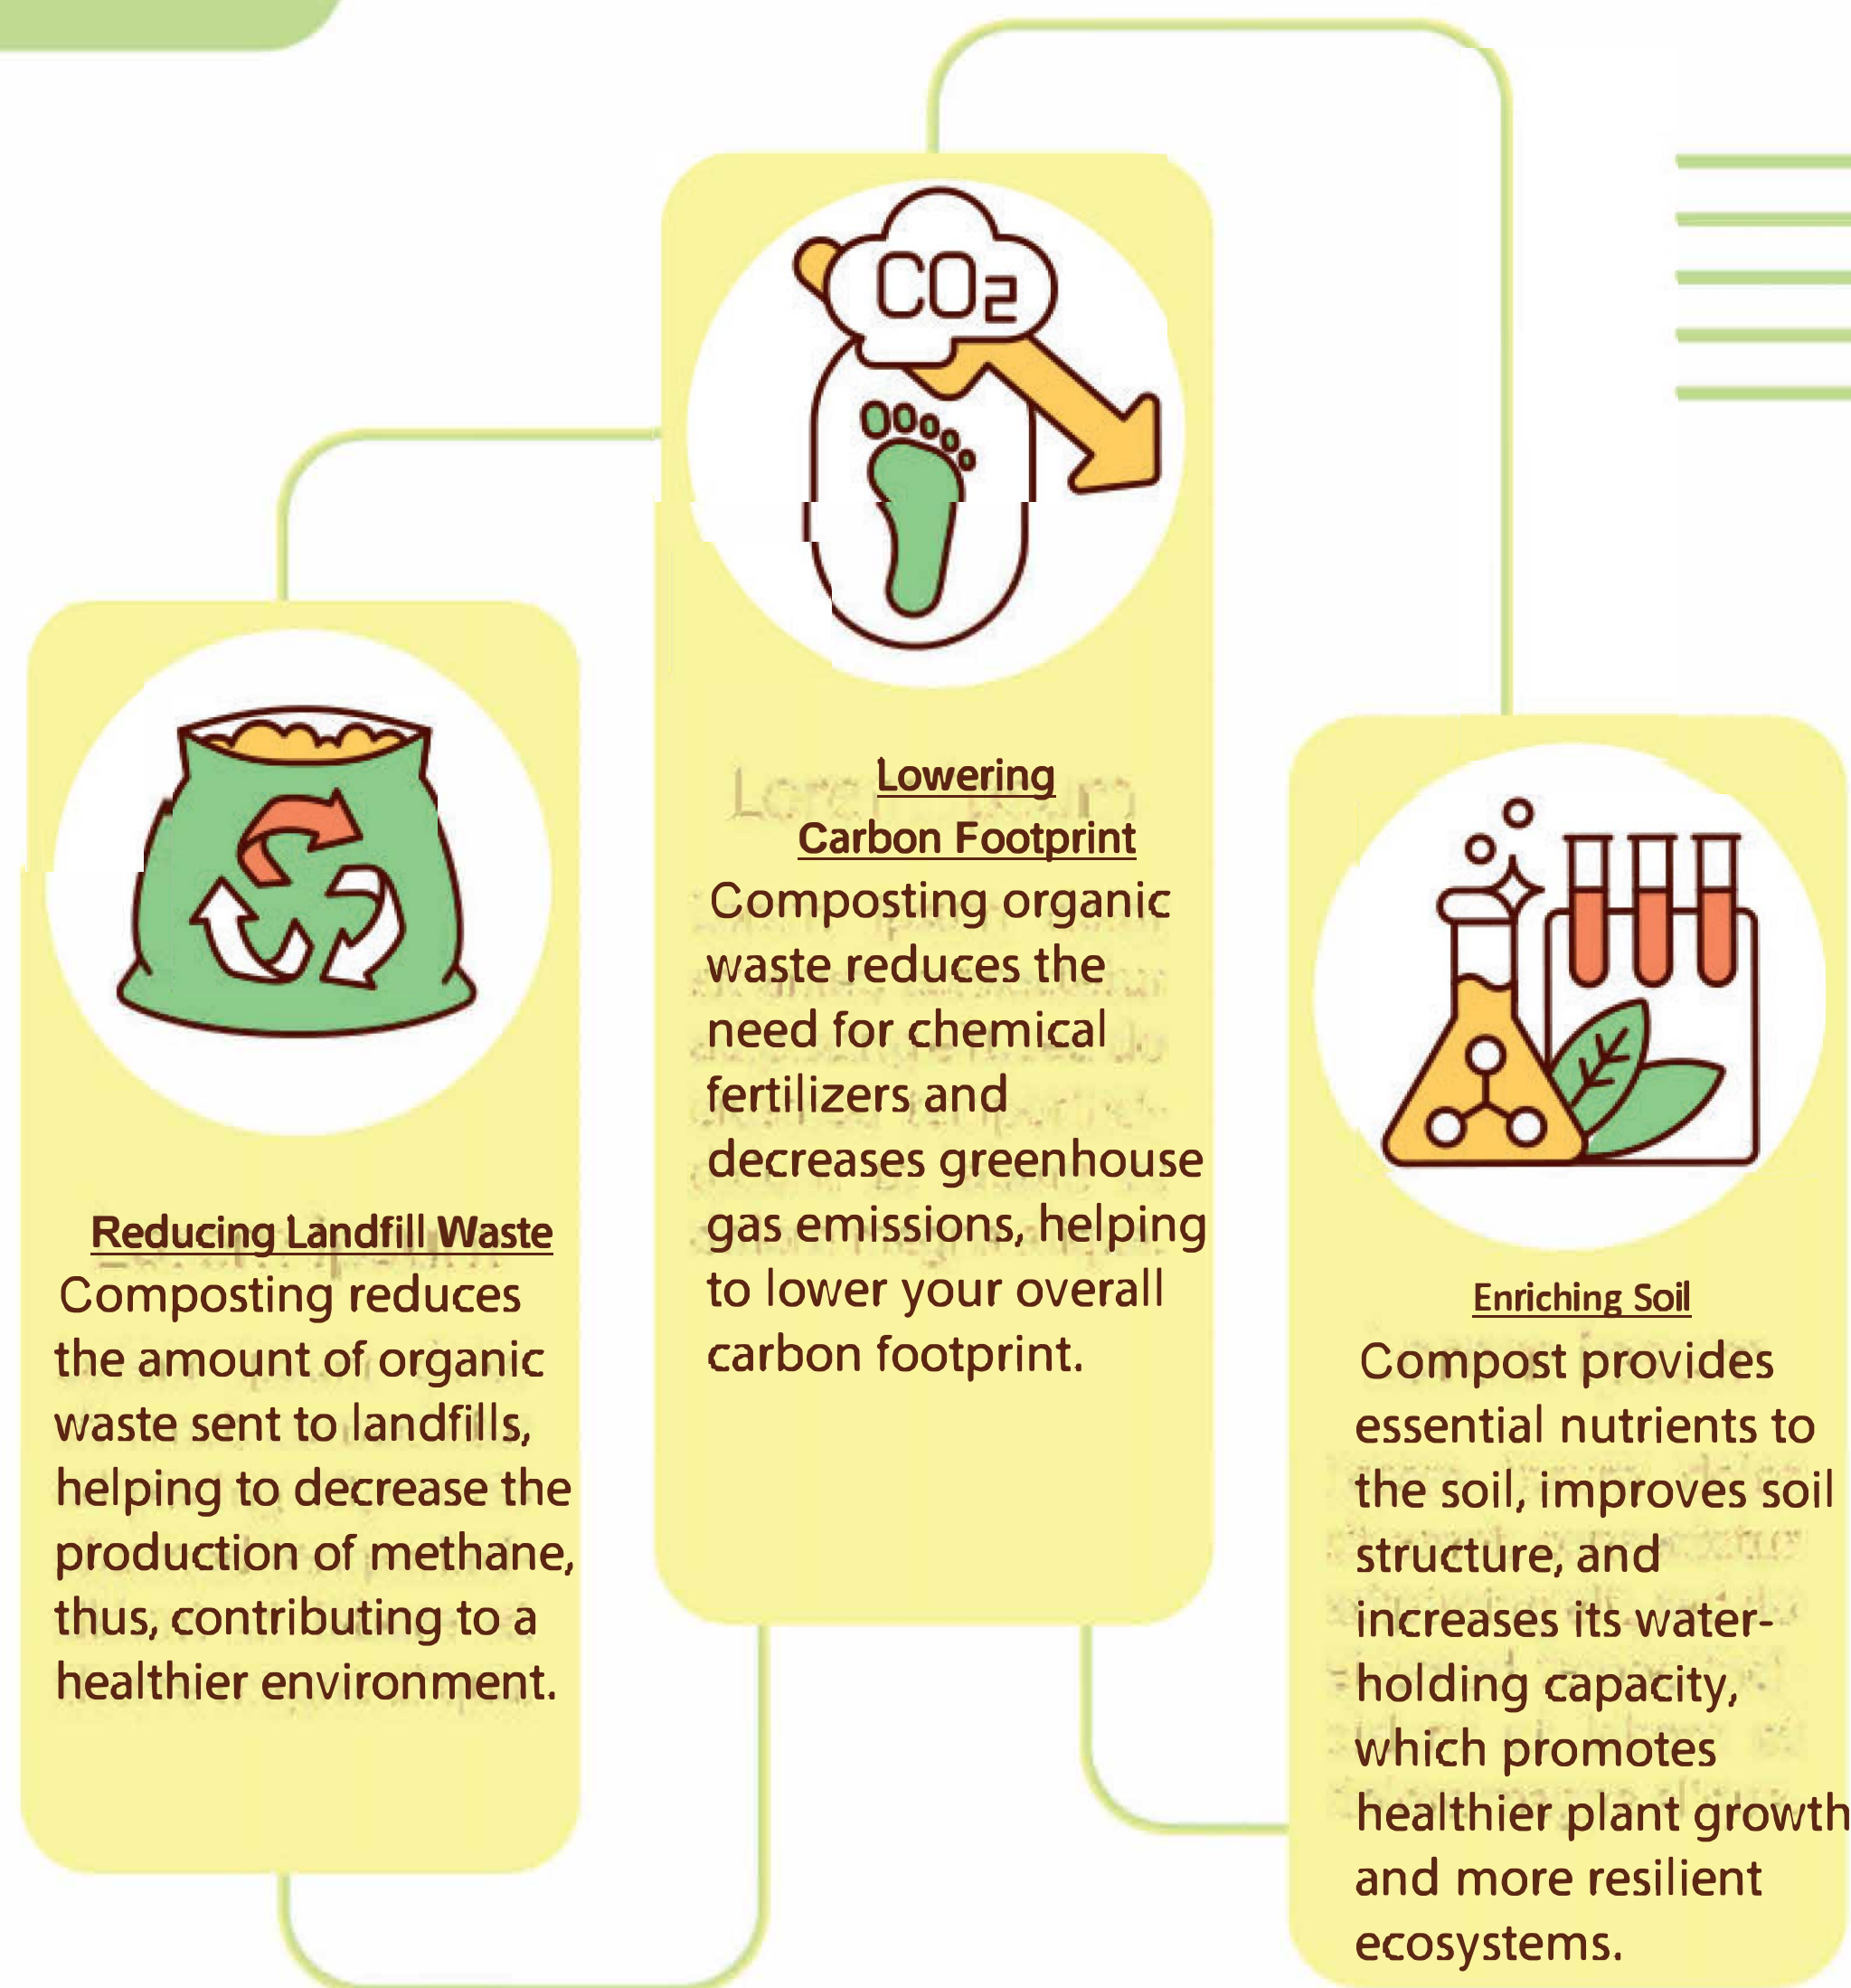 Reducing Landfill Waste
Composting reduces
the amount of organic
waste sent to landfills,
helping to decrease the
production of methane,
thus, contributing to a
healthier environment.
CO2
Lowering
Carbon Footprint
Composting organic
waste reduces the
need for chemical
fertilizers and
decreases greenhouse
gas emissions, helping
to lower your overall
carbon footprint.
Enriching Soil
Compost provides
essential nutrients to
the soil, improves soil
structure, and
increases its water-
holding capacity,
which promotes
healthier plant growth
and more resilient
ecosystems.